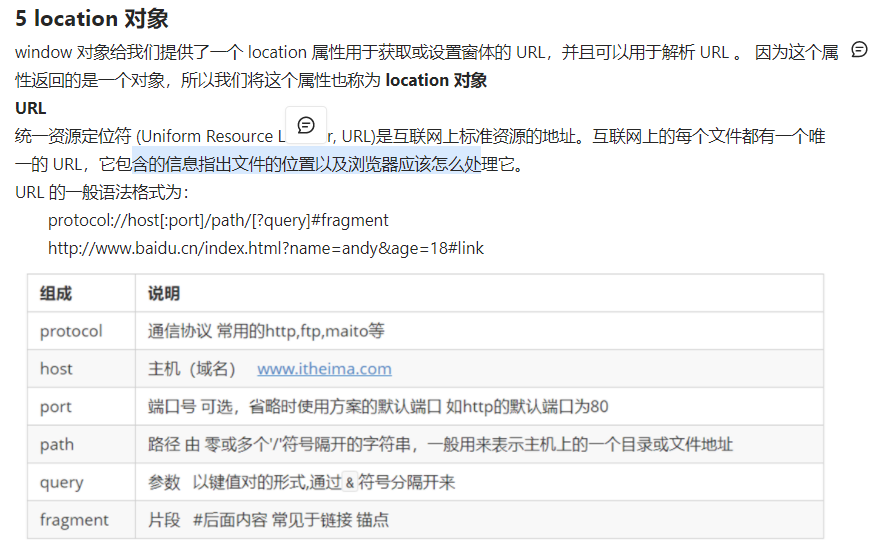 5 location 对象
window 对象给我们提供了一个 location 属性用于获取或设置窗体的 URL，并且可以用于解析 URL 。 因为这个属
性返回的是一个对象，所以我们将这个属性也称为 location 对象
URL
统一资源定位符 (Uniform Resource L r, URL)是互联网上标准资源的地址。互联网上的每个文件都有一个唯
一的 URL，它包含的信息指出文件的位置以及浏览器应该怎么处理它。
URL 的一般语法格式为：
protocol://host[:port]/path/[?query]#fragment
http://www.baidu.cn/index.html?name=andy&age=18#link
组成 说明
protocol 通信协议 常用的http,ftp,maito等
host 主机（域名） www.itheima.com
port 端口号 可选，省略时使用方案的默认端口 如http的默认端口为80
path 路径 由 零或多个'/'符号隔开的字符串，一般用来表示主机上的一个目录或文件地址
query 参数 以键值对的形式,通过&符号分隔开来
fragment 片段 #后面内容 常见于链接 锚点